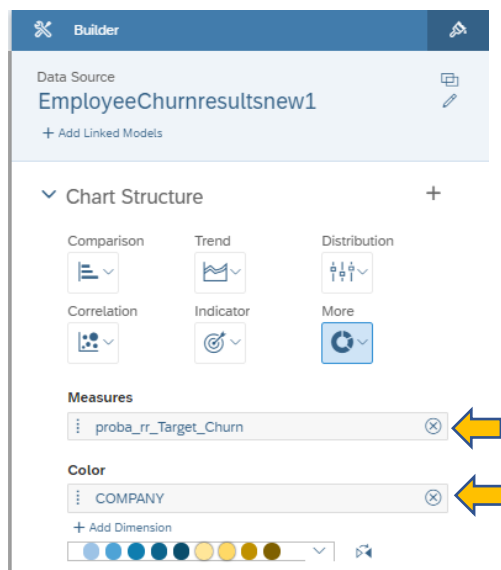 Builder
Data Source
EmployeeChurnresultsnew1
+ Add Linked Models
Chart Structure
Comparison Trend Distribution
Correlation Indicator More
Measures
proba_rr_Target_Churn
Color
COMPANY
+ Add Dimension